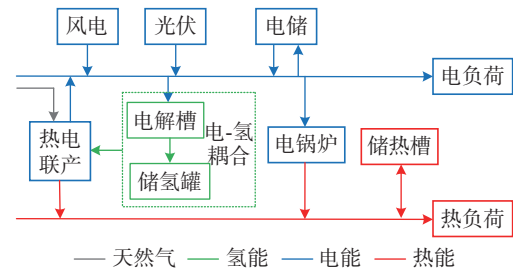 风电
光伏
电储
电负荷
热电
联产
电解槽
电-氢
耦合
储氢罐
电锅炉
储热槽
热负荷
天然气
氢能
电能
热能